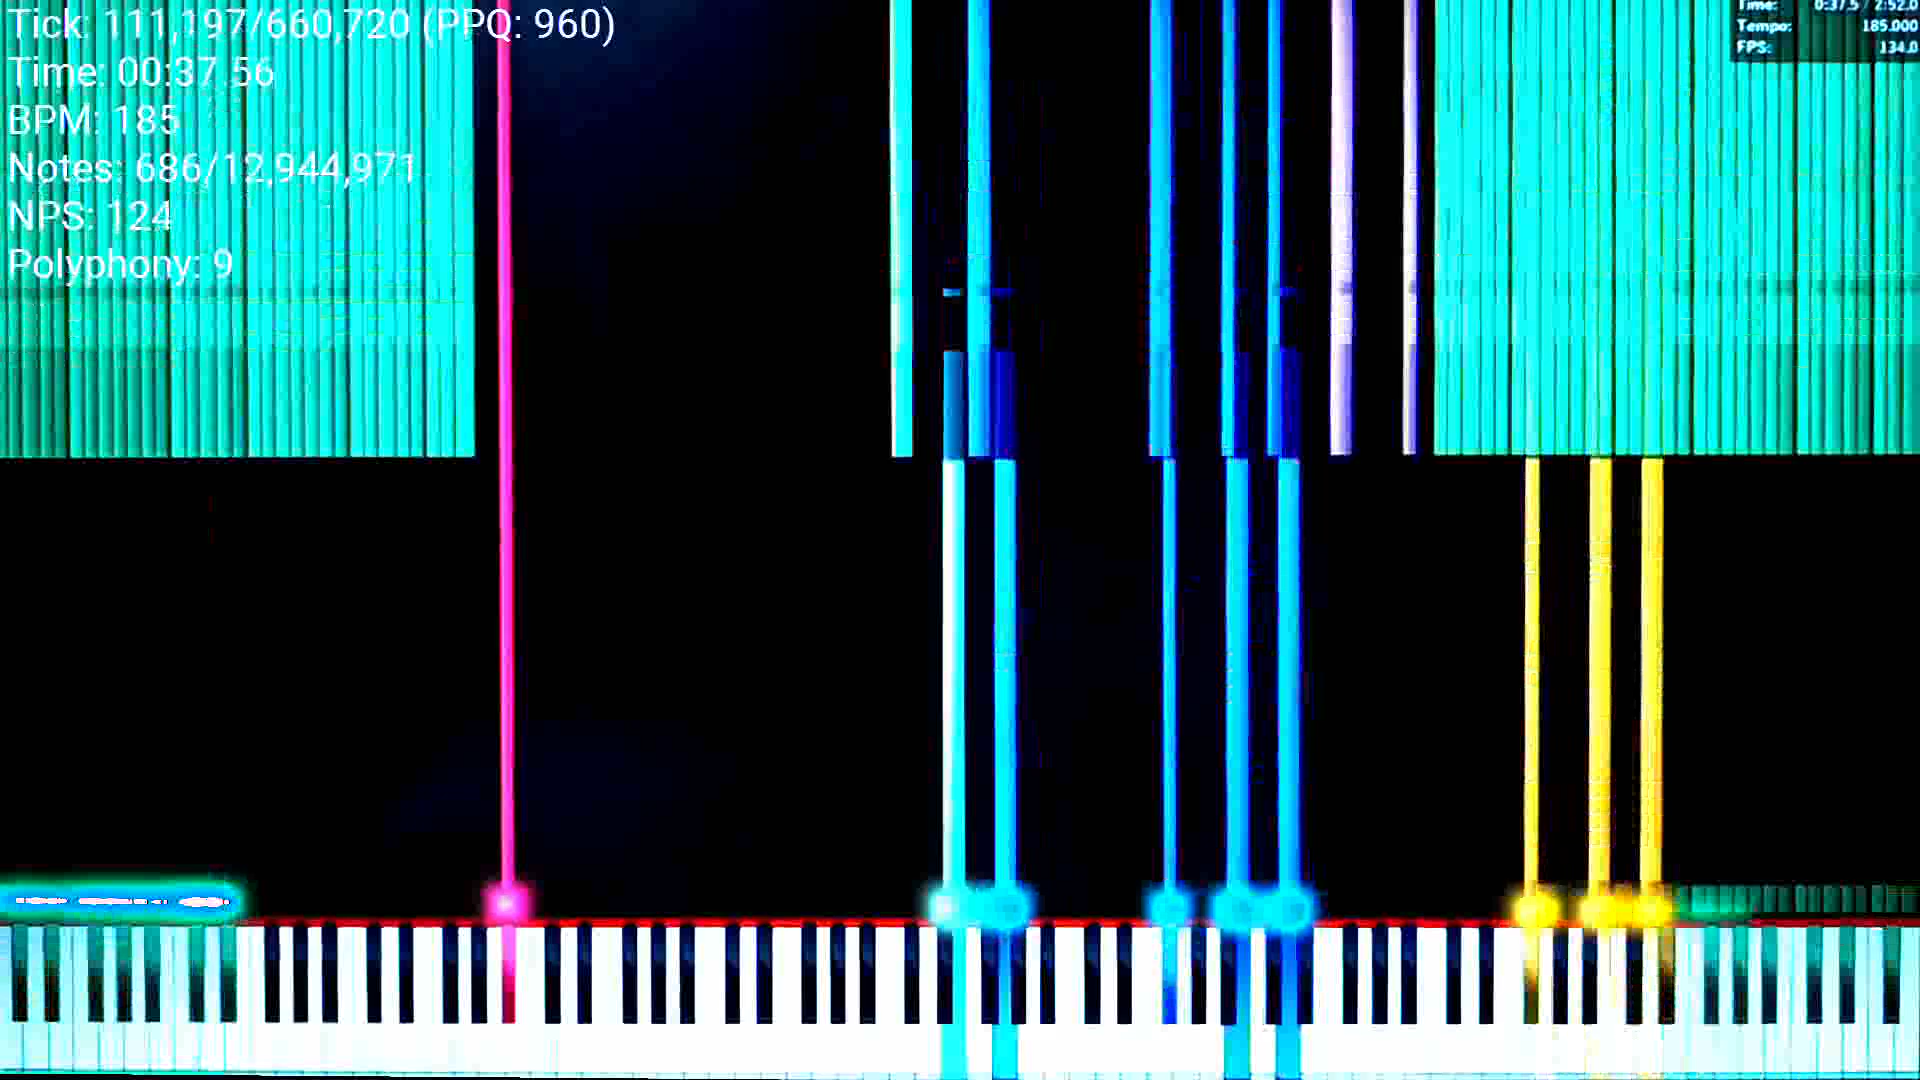 Tick: 111,197/660,720 (PPQ: 960)
Time: 00:37.56
BPM: 185
Notes: 686/12,944,971
NPS: 124
Polyphony: 9
Time: 0:37.5 / 2:52.0
Tempo: 185.000
FPS: 134.0